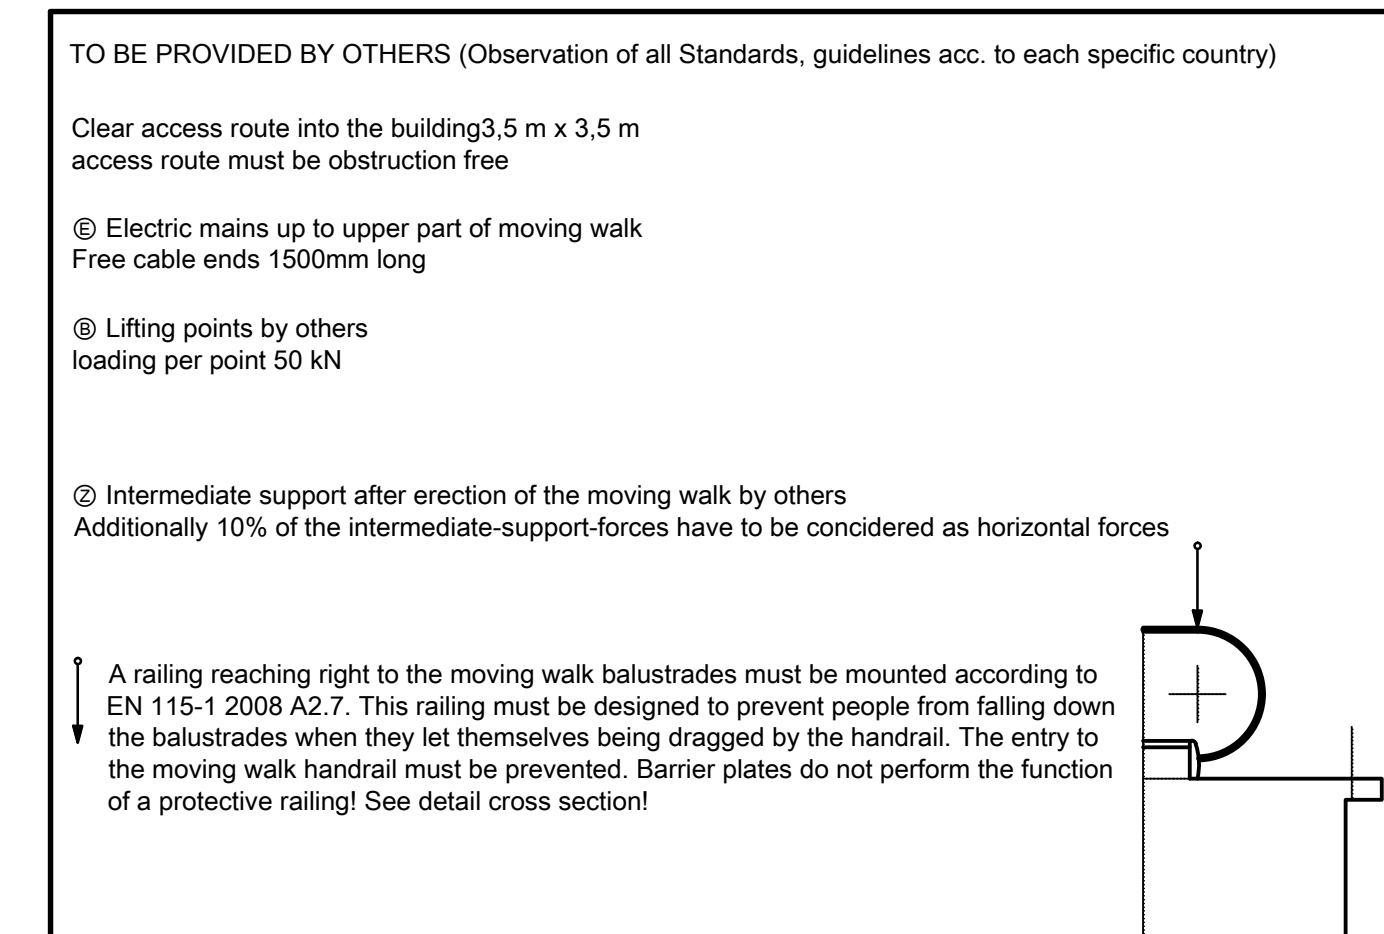 TO BE PROVIDED BY OTHERS (Observation of all Standards, guidelines acc. to each specific country)
Clear access route into the building3,5 m x 3,5 m
access route must be obstruction free
Ⓔ Electric mains up to upper part of moving walk
Free cable ends 1500mm long
Ⓑ Lifting points by others
loading per point 50 kN
Ⓩ Intermediate support after erection of the moving walk by others
Additionally 10% of the intermediate-support-forces have to be concidered as horizontal forces
A railing reaching right to the moving walk balustrades must be mounted according to
EN 115-1 2008 A2.7. This railing must be designed to prevent people from falling down
the balustrades when they let themselves being dragged by the handrail. The entry to
the moving walk handrail must be prevented. Barrier plates do not perform the function
of a protective railing! See detail cross section!